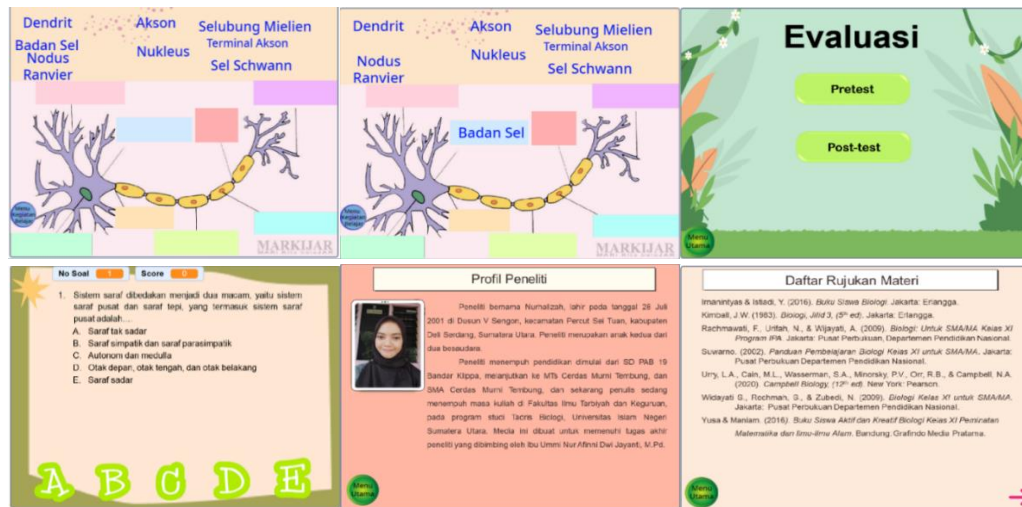 Dendrit
Akson
Selubung Mielien
Terminal Akson
Badan Sel
Nukleus
Nodus
Ranvier
Sel Schwann
Menu
Kegiatan
Belajar
MARKIJAR
Dendrit
Akson
Selubung Mielien
Terminal Akson
Nukleus
Nodus
Ranvier
Sel Schwann
Badan Sel
Menu
Kegiatan
Belajar
MARKIJAR
Evaluasi
Pretest
Post-test
Menu
Utama
No Soal 1 Score 0
1. Sistem saraf dibedakan menjadi dua macam, yaitu sistem
saraf pusat dan saraf tepi, yang termasuk sistem saraf
pusat adalah....
A. Saraf tak sadar
B. Saraf simpatik dan saraf parasimpatik
C. Autonom dan medulla
D. Otak depan, otak tengah, dan otak belakang
E. Saraf sadar
A B C D E
Profil Peneliti
Peneliti bernama Nurnalizah, lahir pada tanggal 26 Juli
2001 di Dusun V Sengon, kecamatan Percut Sei Tuan, kabupaten
Deli Serdang, Sumatera Utara. Peneliti merupakan anak kedua dari
dua bersaudara.
Peneliti menempuh pendidikan dimulai dari SD PAB 19
Bandar Klippa, melanjutkan ke MTs Cerdas Murni Tembung, dan
SMA Cerdas Murni Tembung, dan sekarang penulis sedang
menempuh masa kuliah di Fakultas Ilmu Tarbiyah dan Keguruan,
pada program studi Tadris Biologi, Universitas Islam Negeri
Sumatera Utara. Media ini dibuat untuk memenuhi tugas akhir
peneliti yang dibimbing oleh Ibu Ummi Nur Afinni Dwi Jayanti, M.Pd.
Menu
Utama
Daftar Rujukan Materi
Irnaningtyas & Istiadi, Y. (2016). Buku Siswa Biologi. Jakarta: Erlangga.
Kimball, J.W. (1983). Biologi, Jilid 3, (5th ed). Jakarta: Erlangga.
Rachmawati, F., Urifah, N., & Wijayati, A. (2009). Biologi: Untuk SMA/MA Kelas XI
Program IPA. Jakarta: Pusat Perbukuan, Departemen Pendidikan Nasional.
Suwarno. (2002). Panduan Pembelajaran Biologi Kelas XI untuk SMA/MA. Jakarta:
Pusat Perbukuan Departemen Pendidikan Nasional.
Urry, L.A., Cain, M.L., Wasserman, S.A., Minorsky, P.V., Orr, R.B., & Campbell, N.A.
(2020). Campbell Biology, (12th ed). New York: Pearson.
Widayati S., Rochmah, S., & Zubedi, N. (2009). Biologi Kelas XI untuk SMA/MA.
Jakarta: Pusat Perbukuan Departemen Pendidikan Nasional.
Yusa & Maniam. (2016). Buku Siswa Aktif dan Kreatif Biologi Kelas XI Peminatan
Matematika dan Ilmu-ilmu Alam. Bandung: Grafindo Media Pratama.
Menu
Utama